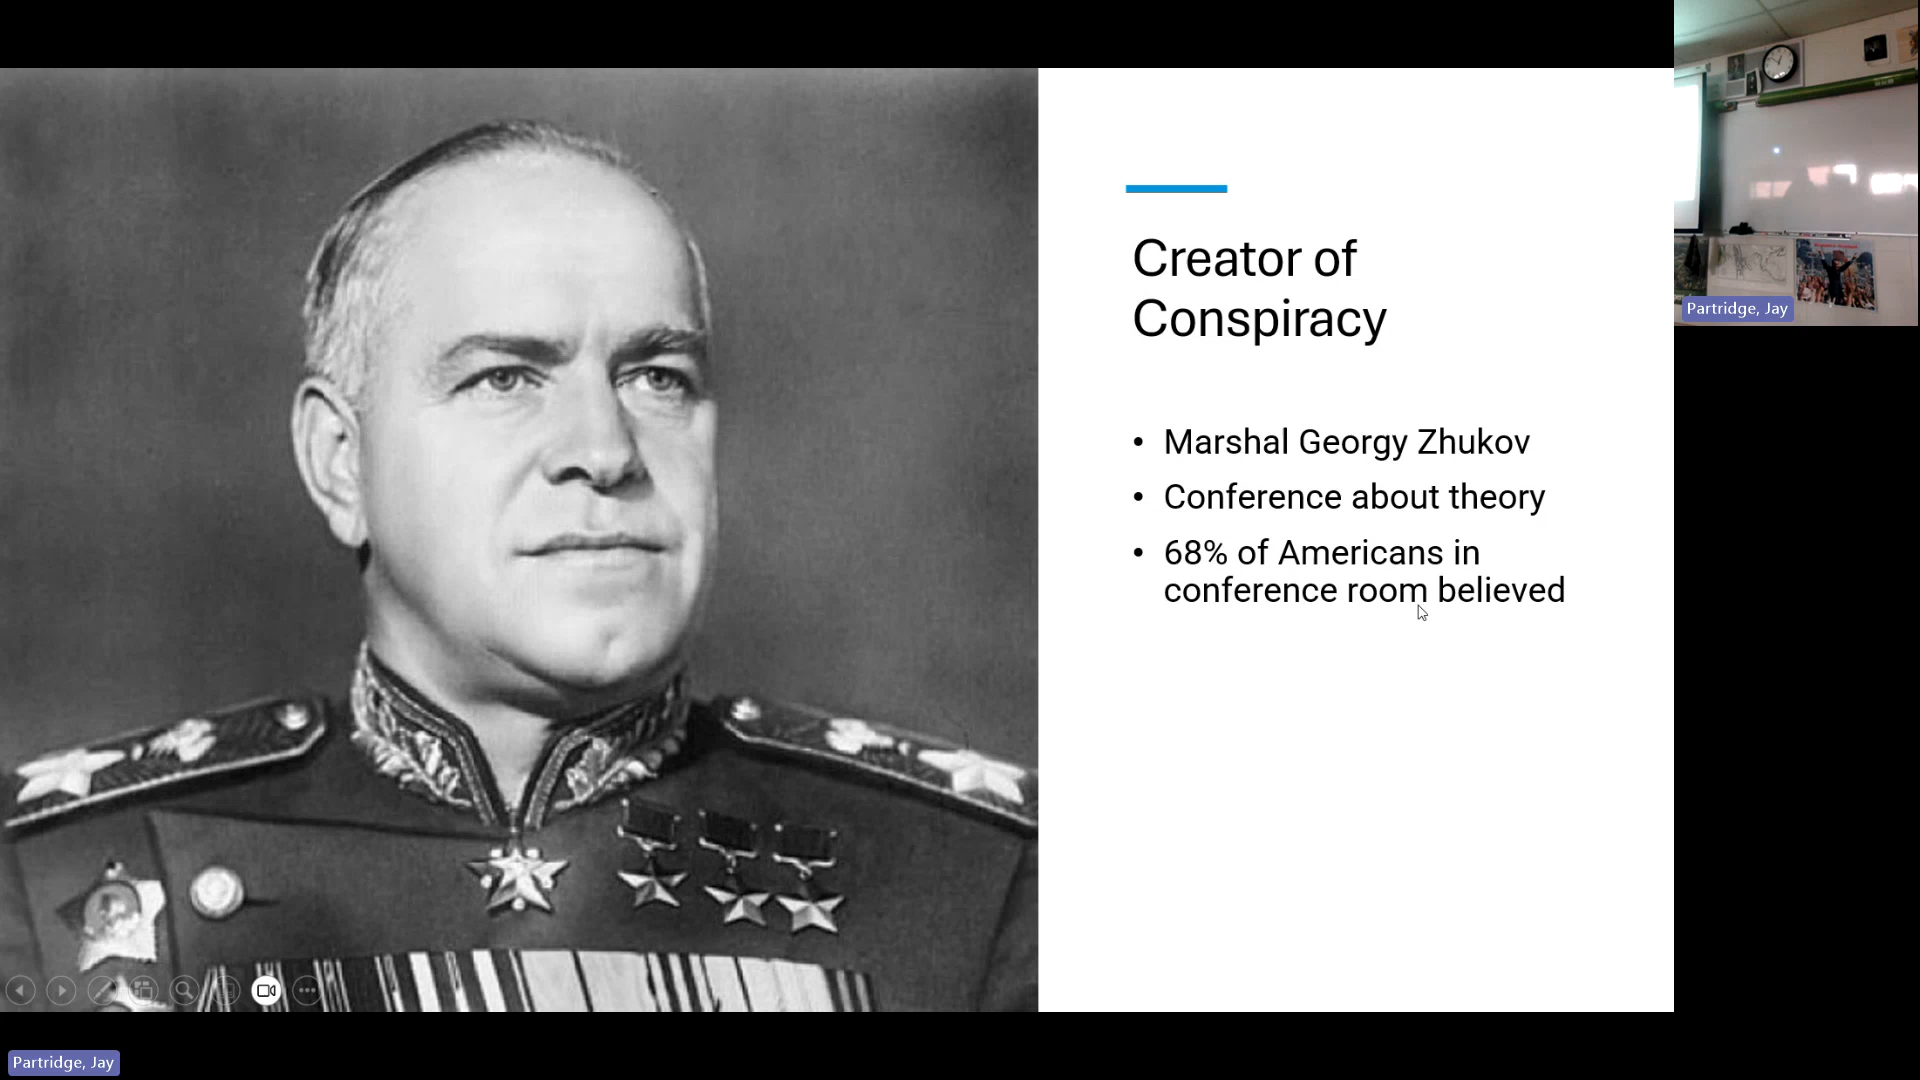 Creator of
Conspiracy
• Marshal Georgy Zhukov
• Conference about theory
• 68% of Americans in
conference room believed
Partridge, Jay
Partridge, Jay